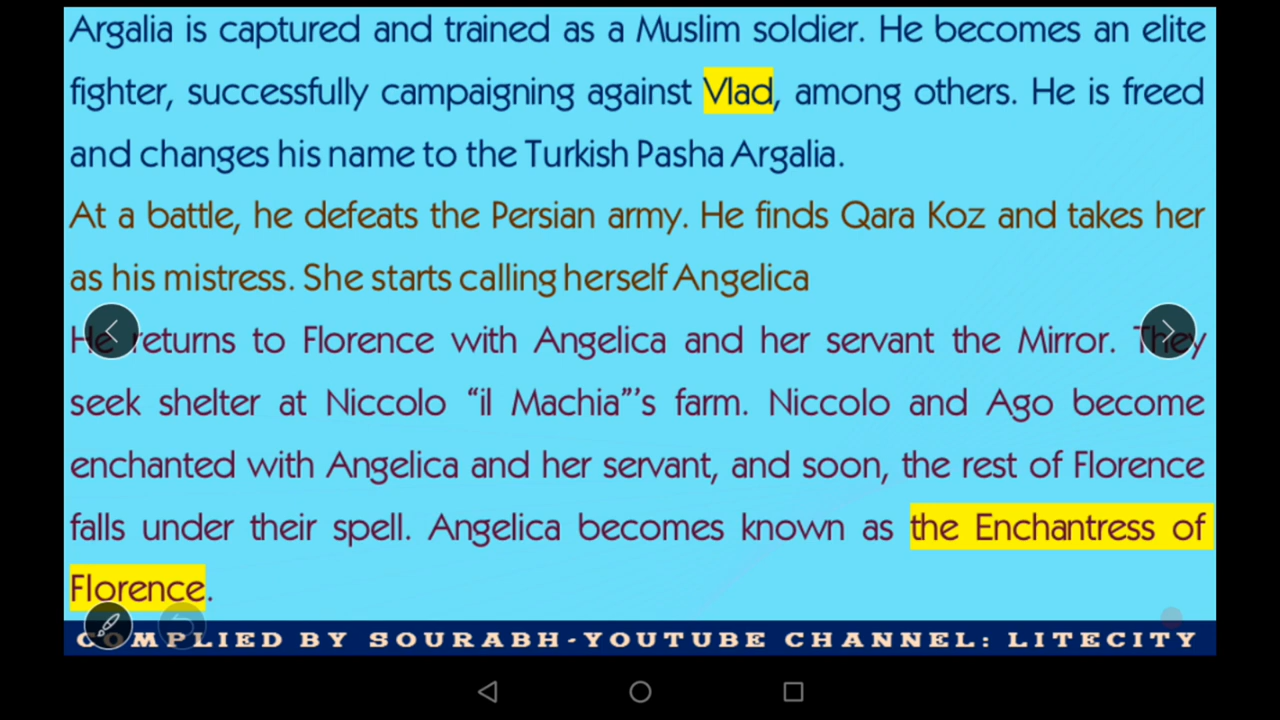 Argalia is captured and trained as a Muslim soldier. He becomes an elite
fighter, successfully campaigning against Vlad, among others. He is freed
and changes his name to the Turkish Pasha Argalia.
At a battle, he defeats the Persian army. He finds Qara Koz and takes her
as his mistress. She starts calling herself Angelica
He returns to Florence with Angelica and her servant the Mirror. They
seek shelter at Niccolo “il Machia”’s farm. Niccolo and Ago become
enchanted with Angelica and her servant, and soon, the rest of Florence
falls under their spell. Angelica becomes known as the Enchantress of
Florence.
COMPLIED BY SOURABH-YOUTUBE CHANNEL: LITECITY